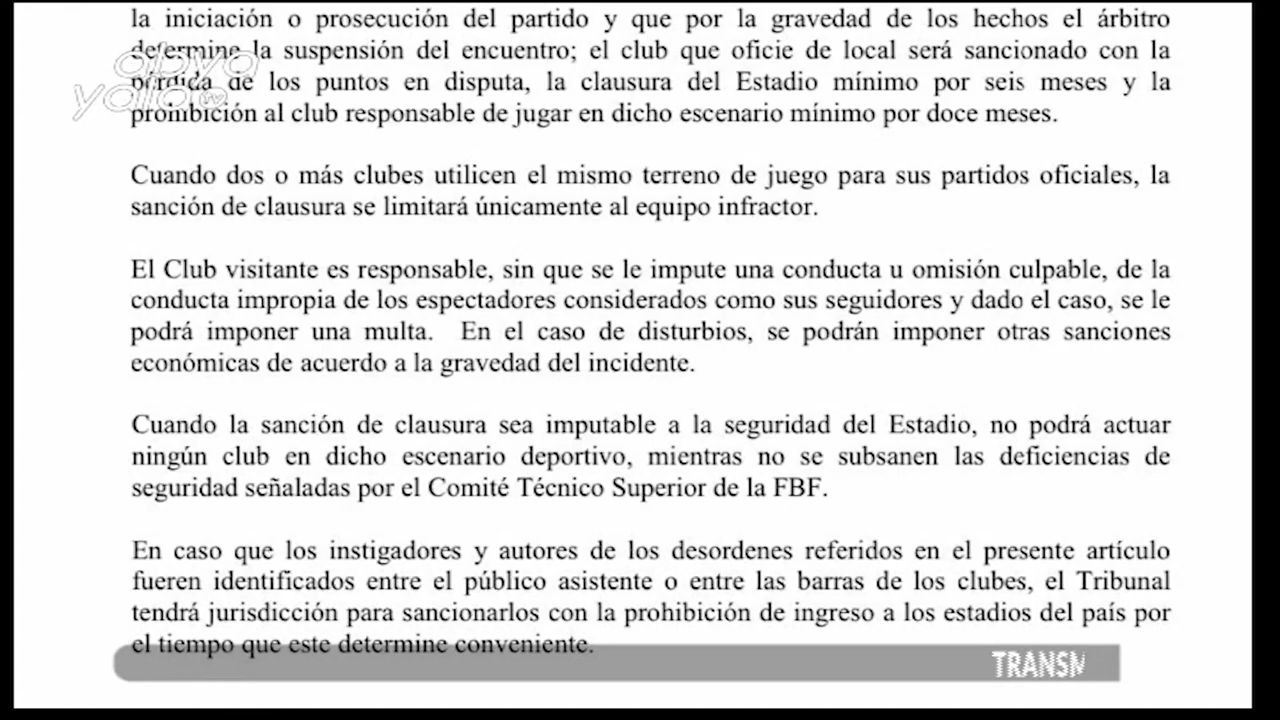 la iniciación o prosecución del partido y que por la gravedad de los hechos el árbitro
determine la suspensión del encuentro; el club que oficie de local será sancionado con la
pérdida de los puntos en disputa, la clausura del Estadio mínimo por seis meses y la
prohibición al club responsable de jugar en dicho escenario mínimo por doce meses.
abya
yala tv
Cuando dos o más clubes utilicen el mismo terreno de juego para sus partidos oficiales, la
sanción de clausura se limitará únicamente al equipo infractor.
El Club visitante es responsable, sin que se le impute una conducta u omisión culpable, de la
conducta impropia de los espectadores considerados como sus seguidores y dado el caso, se le
podrá imponer una multa. En el caso de disturbios, se podrán imponer otras sanciones
económicas de acuerdo a la gravedad del incidente.
Cuando la sanción de clausura sea imputable a la seguridad del Estadio, no podrá actuar
ningún club en dicho escenario deportivo, mientras no se subsanen las deficiencias de
seguridad señaladas por el Comité Técnico Superior de la FBF.
En caso que los instigadores y autores de los desordenes referidos en el presente artículo
fueren identificados entre el público asistente o entre las barras de los clubes, el Tribunal
tendrá jurisdicción para sancionarlos con la prohibición de ingreso a los estadios del país por
el tiempo que este determine conveniente.
TRANSM